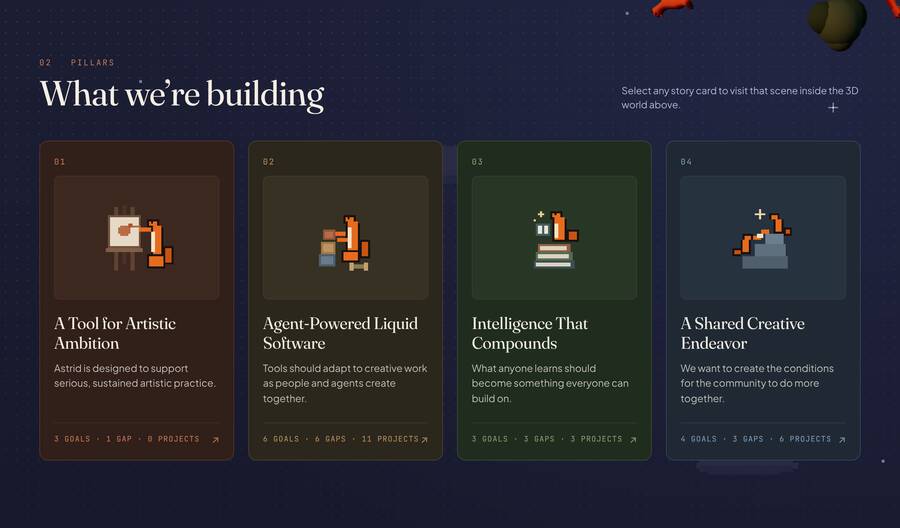 02 PILLARS
What we’re building
Select any story card to visit that scene inside the 3D
world above.
01
A Tool for Artistic
Ambition
Astrid is designed to support
serious, sustained artistic practice.
3 GOALS · 1 GAP · 0 PROJECTS ↗
02
Agent-Powered Liquid
Software
Tools should adapt to creative work
as people and agents create
together.
6 GOALS · 6 GAPS · 11 PROJECTS ↗
03
Intelligence That
Compounds
What anyone learns should
become something everyone can
build on.
3 GOALS · 3 GAPS · 3 PROJECTS ↗
04
A Shared Creative
Endeavor
We want to create the conditions
for the community to do more
together.
4 GOALS · 3 GAPS · 6 PROJECTS ↗